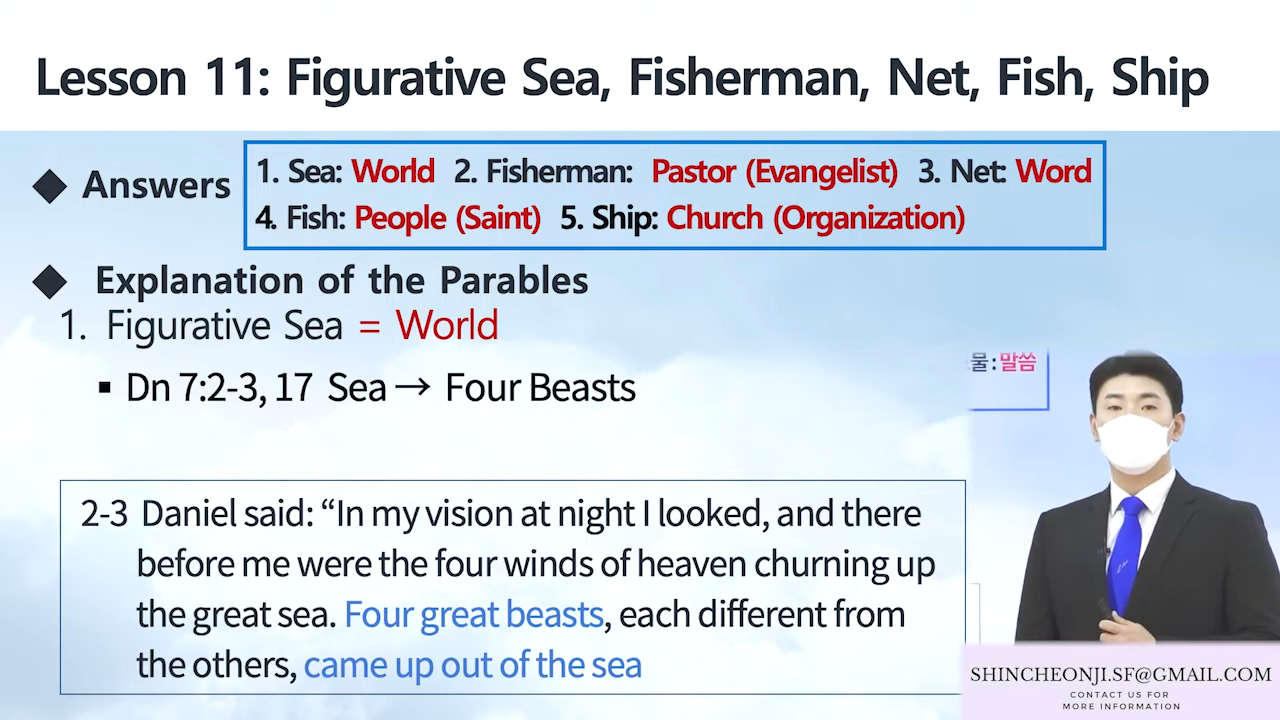 Lesson 11: Figurative Sea, Fisherman, Net, Fish, Ship
◆ Answers
1. Sea: World 2. Fisherman: Pastor (Evangelist) 3. Net: Word
4. Fish: People (Saint) 5. Ship: Church (Organization)
◆ Explanation of the Parables
1. Figurative Sea = World
▪ Dn 7:2-3, 17 Sea → Four Beasts
물:말씀
2-3 Daniel said: “In my vision at night I looked, and there
before me were the four winds of heaven churning up
the great sea. Four great beasts, each different from
the others, came up out of the sea
SHINCHEONJI.SF@GMAIL.COM
CONTACT US FOR
MORE INFORMATION